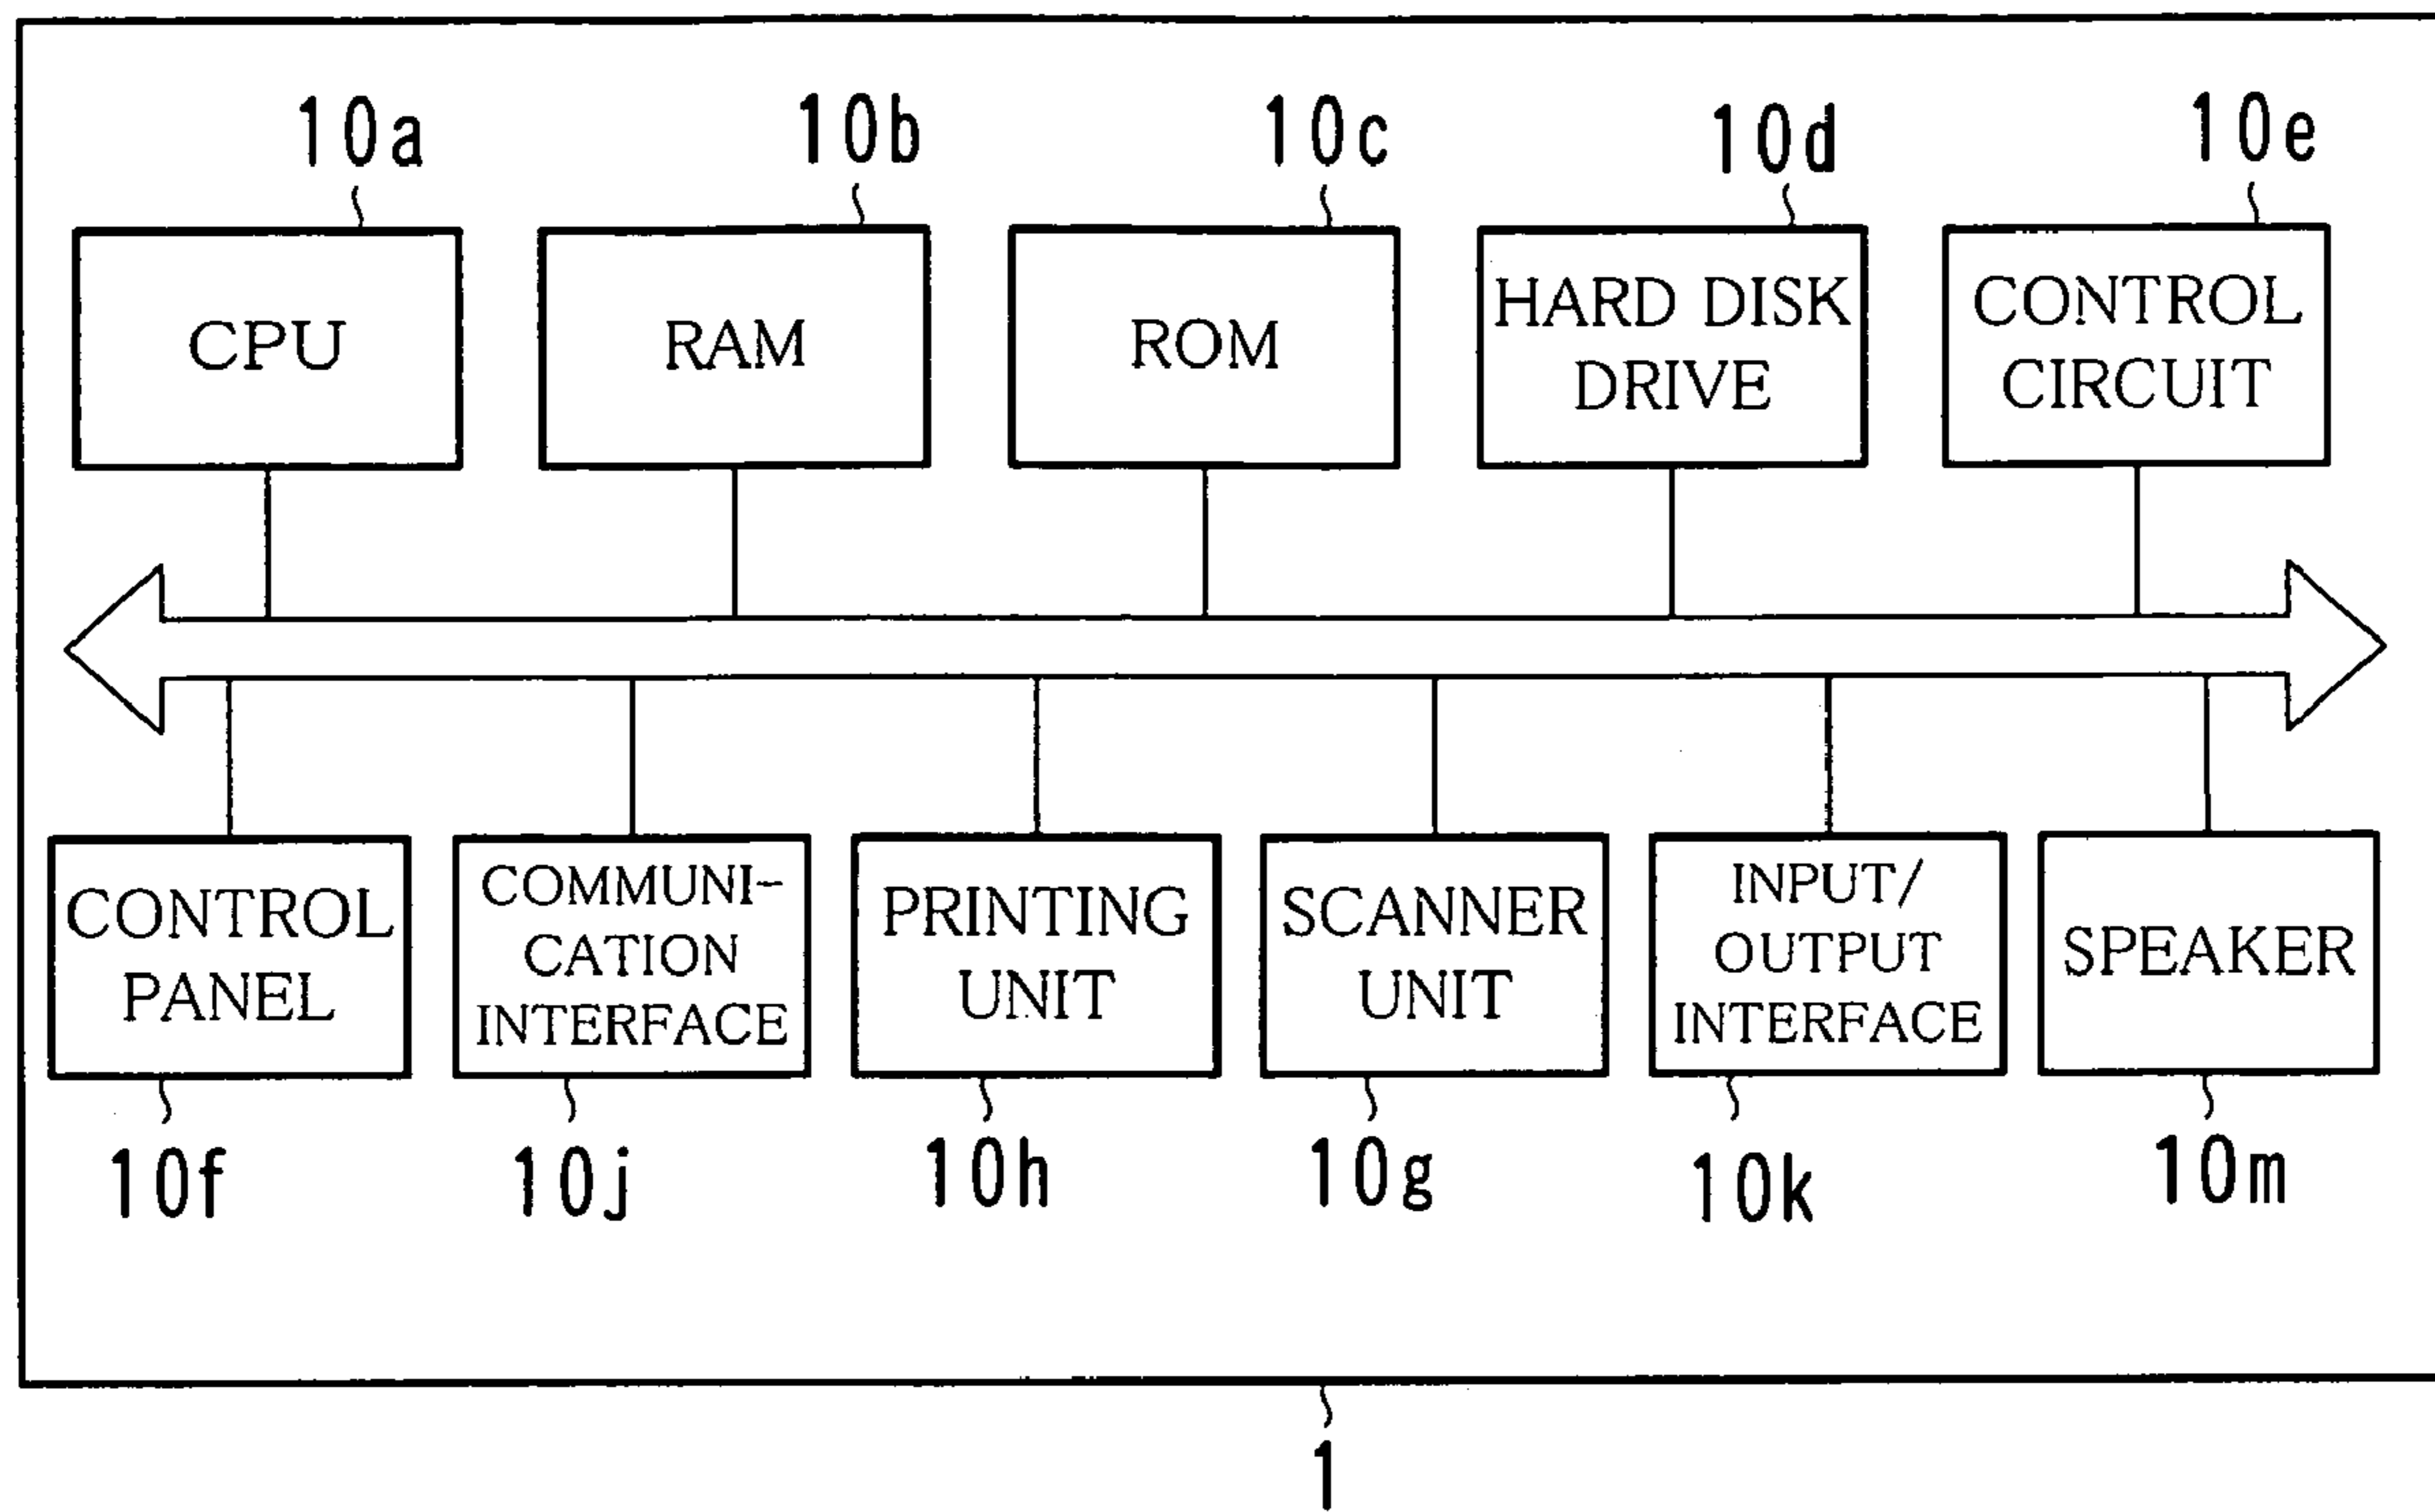 10a 10b 10c 10d 10e
CPU
RAM
ROM
HARD DISK
DRIVE
CONTROL
CIRCUIT
CONTROL
PANEL
COMMUNI-
CATION
INTERFACE
PRINTING
UNIT
SCANNER
UNIT
INPUT/
OUTPUT
INTERFACE
SPEAKER
10f 10j 10h 10g 10k 10m
1